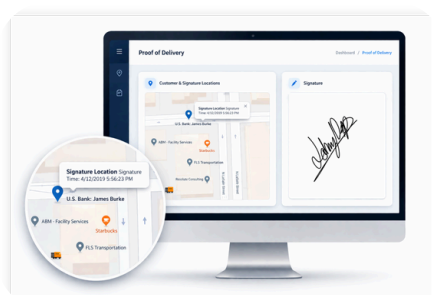 Proof of Delivery
Dashboard / Proof of Delivery
Customer & Signature Locations
Signature
Signature Location Signature
Time: 4/12/2019 5:56:23 PM
U.S. Bank: James Burke
ABM - Facility Services
Starbucks
FLS Transportation
Signature Location Signature
Time: 4/12/2019 5:56:23 PM
U.S. Bank: James Burke
ABM - Facility Services
Starbucks
FLS Transportation